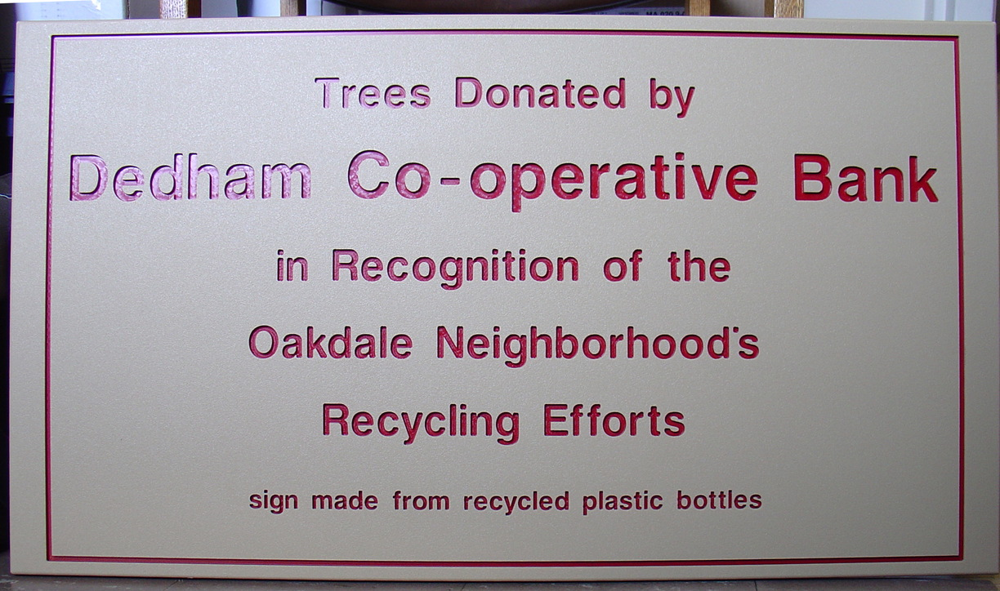 Trees Donated by
Dedham Co-operative Bank
in Recognition of the
Oakdale Neighborhood's
Recycling Efforts
sign made from recycled plastic bottles